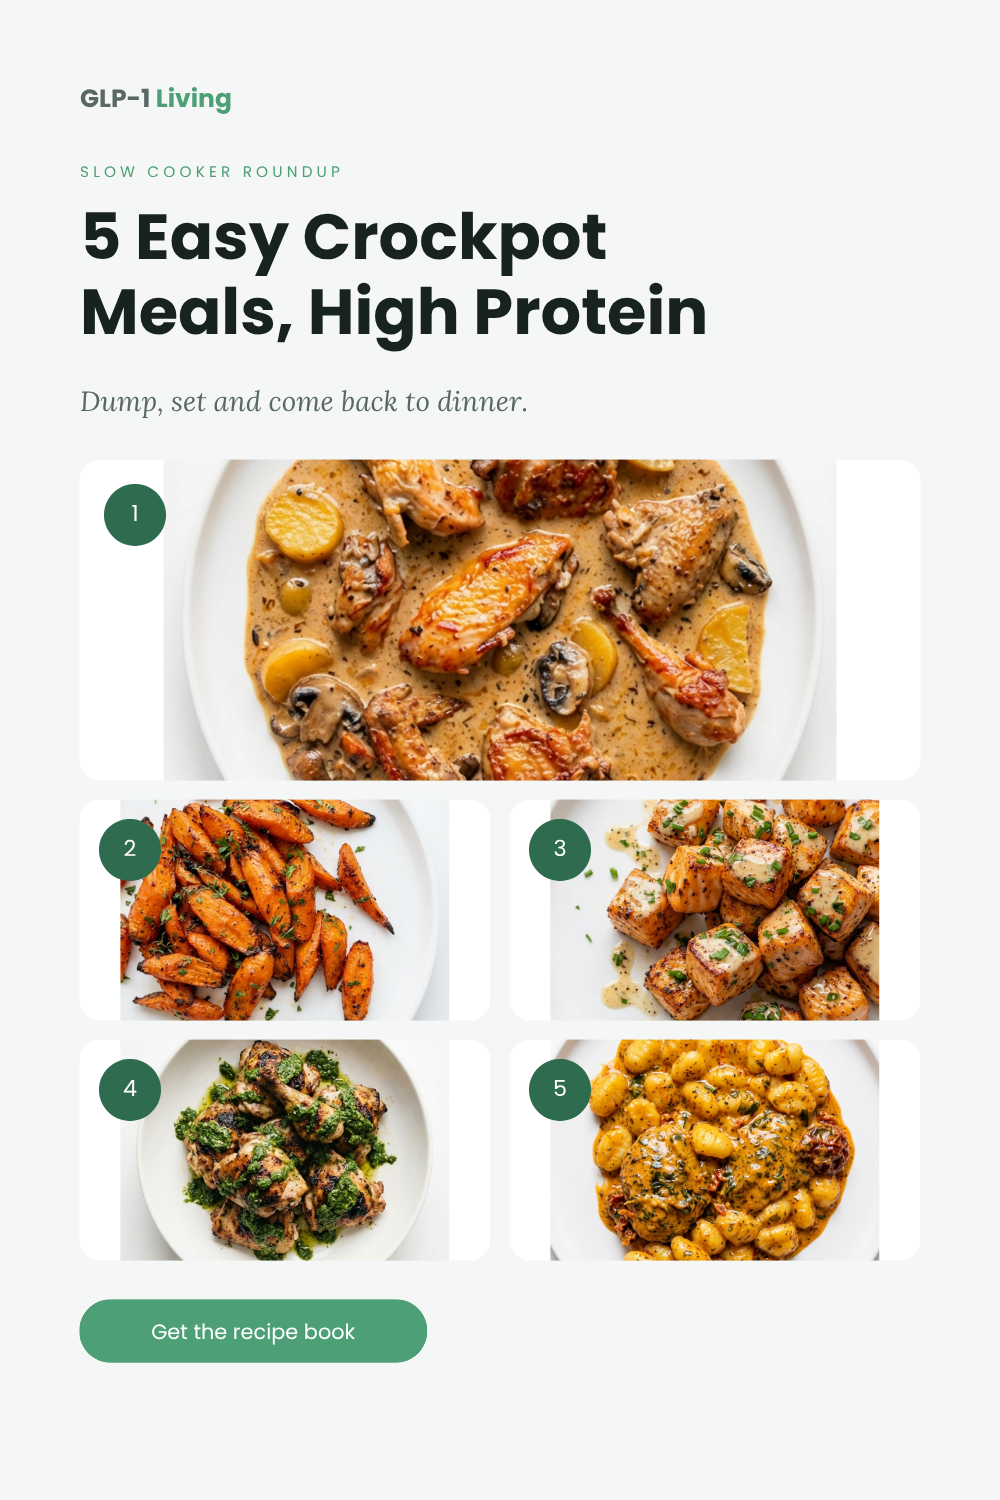 GLP-1 Living
SLOW COOKER ROUNDUP
5 Easy Crockpot
Meals, High Protein
Dump, set and come back to dinner.
1
2
3
4
5
Get the recipe book